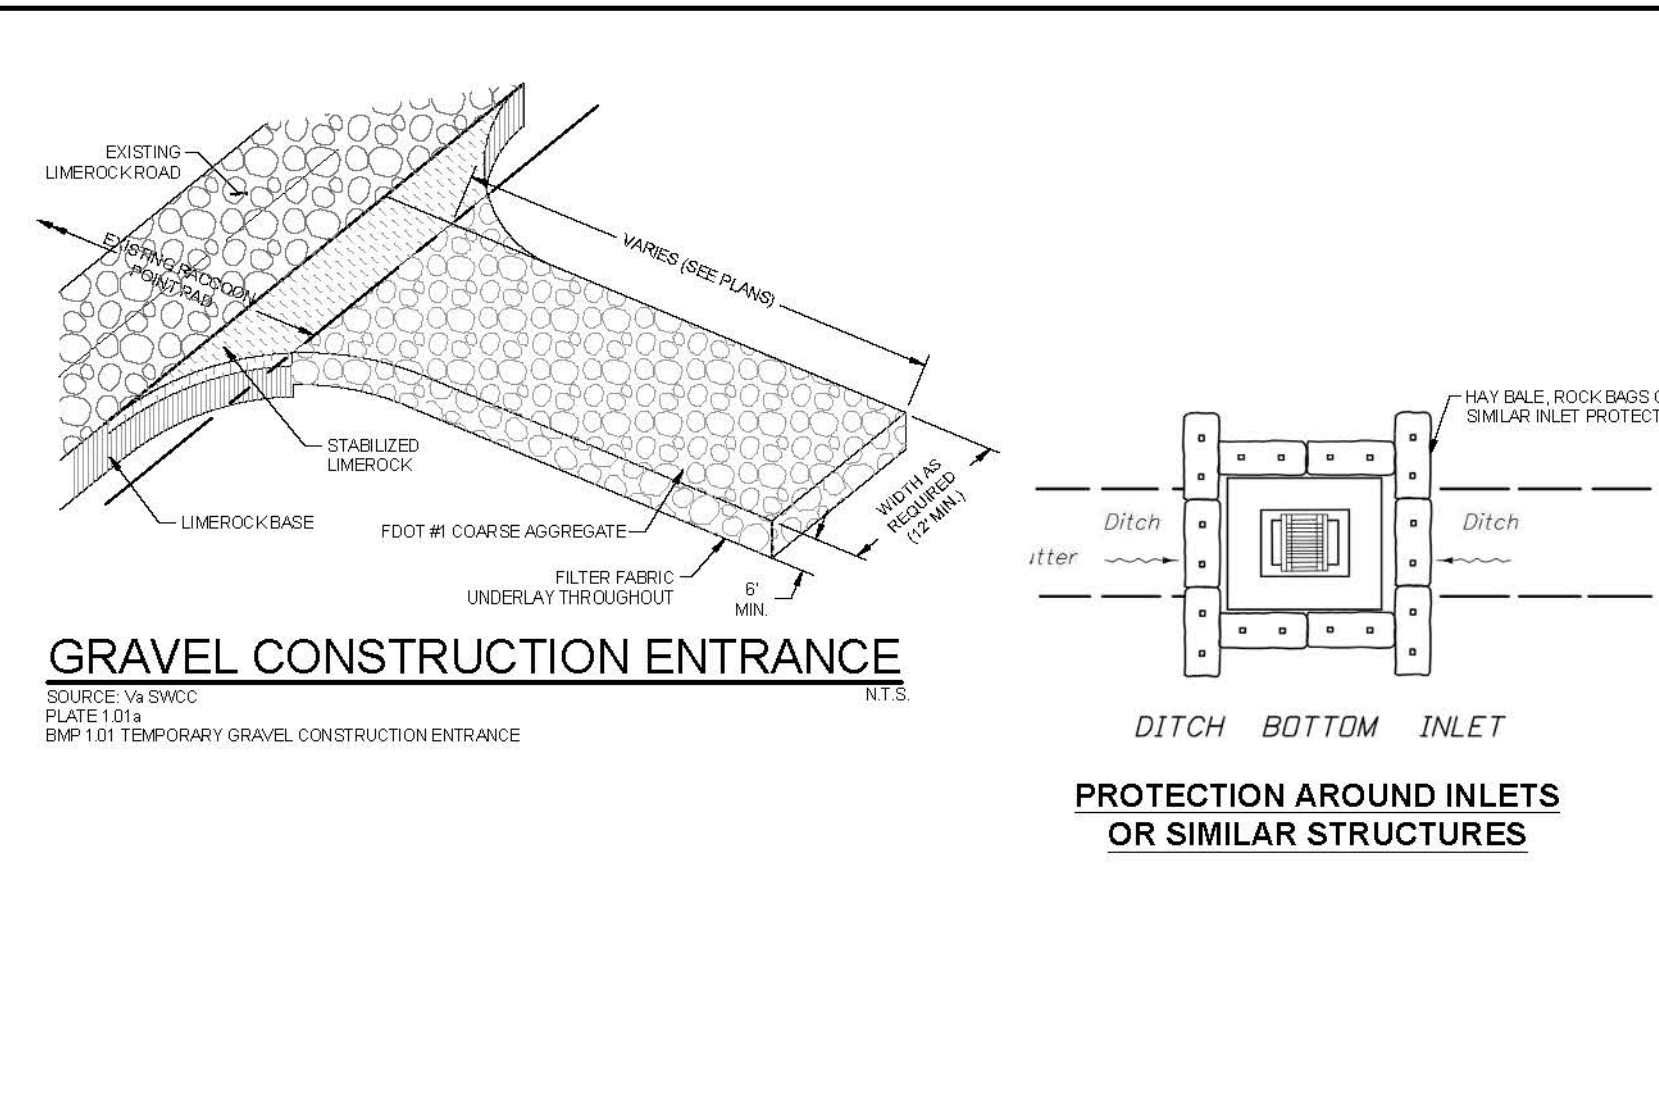 EXISTING
LIMEROCK ROAD
EXISTING RACCOON
POINT PAD
VARIES (SEE PLANS)
STABILIZED
LIMEROCK
LIMEROCK BASE
FDOT #1 COARSE AGGREGATE
FILTER FABRIC
UNDERLAY THROUGHOUT
6'
MIN.
WIDTH AS
REQUIRED
(12' MIN.)
GRAVEL CONSTRUCTION ENTRANCE
SOURCE: Va SWCC
N.T.S.
PLATE 1.01a
BMP 1.01 TEMPORARY GRAVEL CONSTRUCTION ENTRANCE
HAY BALE, ROCK BAGS
SIMILAR INLET PROTECT
Ditch
Ditch
utter
DITCH BOTTOM INLET
PROTECTION AROUND INLETS
OR SIMILAR STRUCTURES